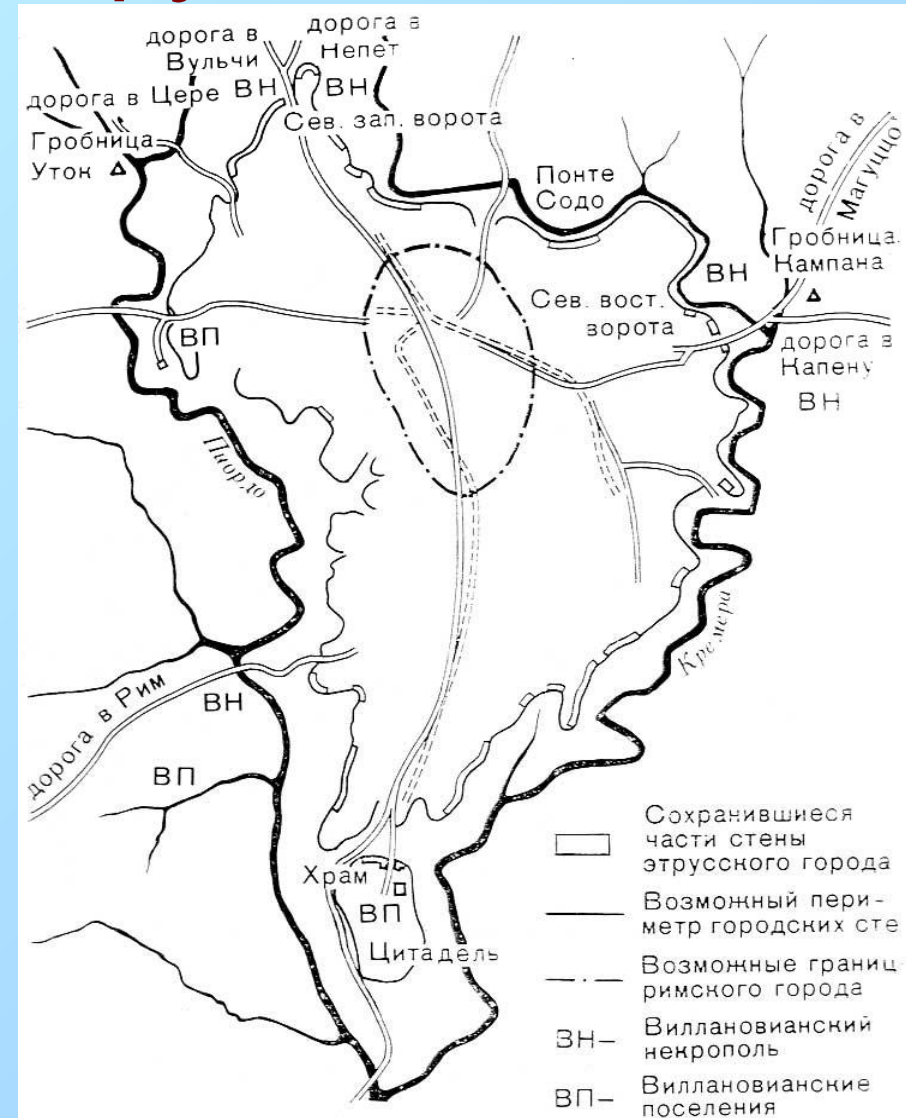 дорога в
Вульчи
дорога в
Непет
дорога в Цере
ВН
ВН
Гробница
Уток
Сев. зап. ворота
Понте
Содо
дорога в
Магуццо
Гробница
Кампана
ВН
Сев. вост.
ворота
ВП
дорога в
Капену
ВН
Пиордо
Кремера
дорога в Рим
ВН
ВП
Храм
ВП
Цитадель
Сохранившиеся
части стены
этрусского города
Возможный пери-
метр городских сте
Возможные границ
римского города
ВН– Виллановианский
некрополь
ВП– Виллановианские
поселения